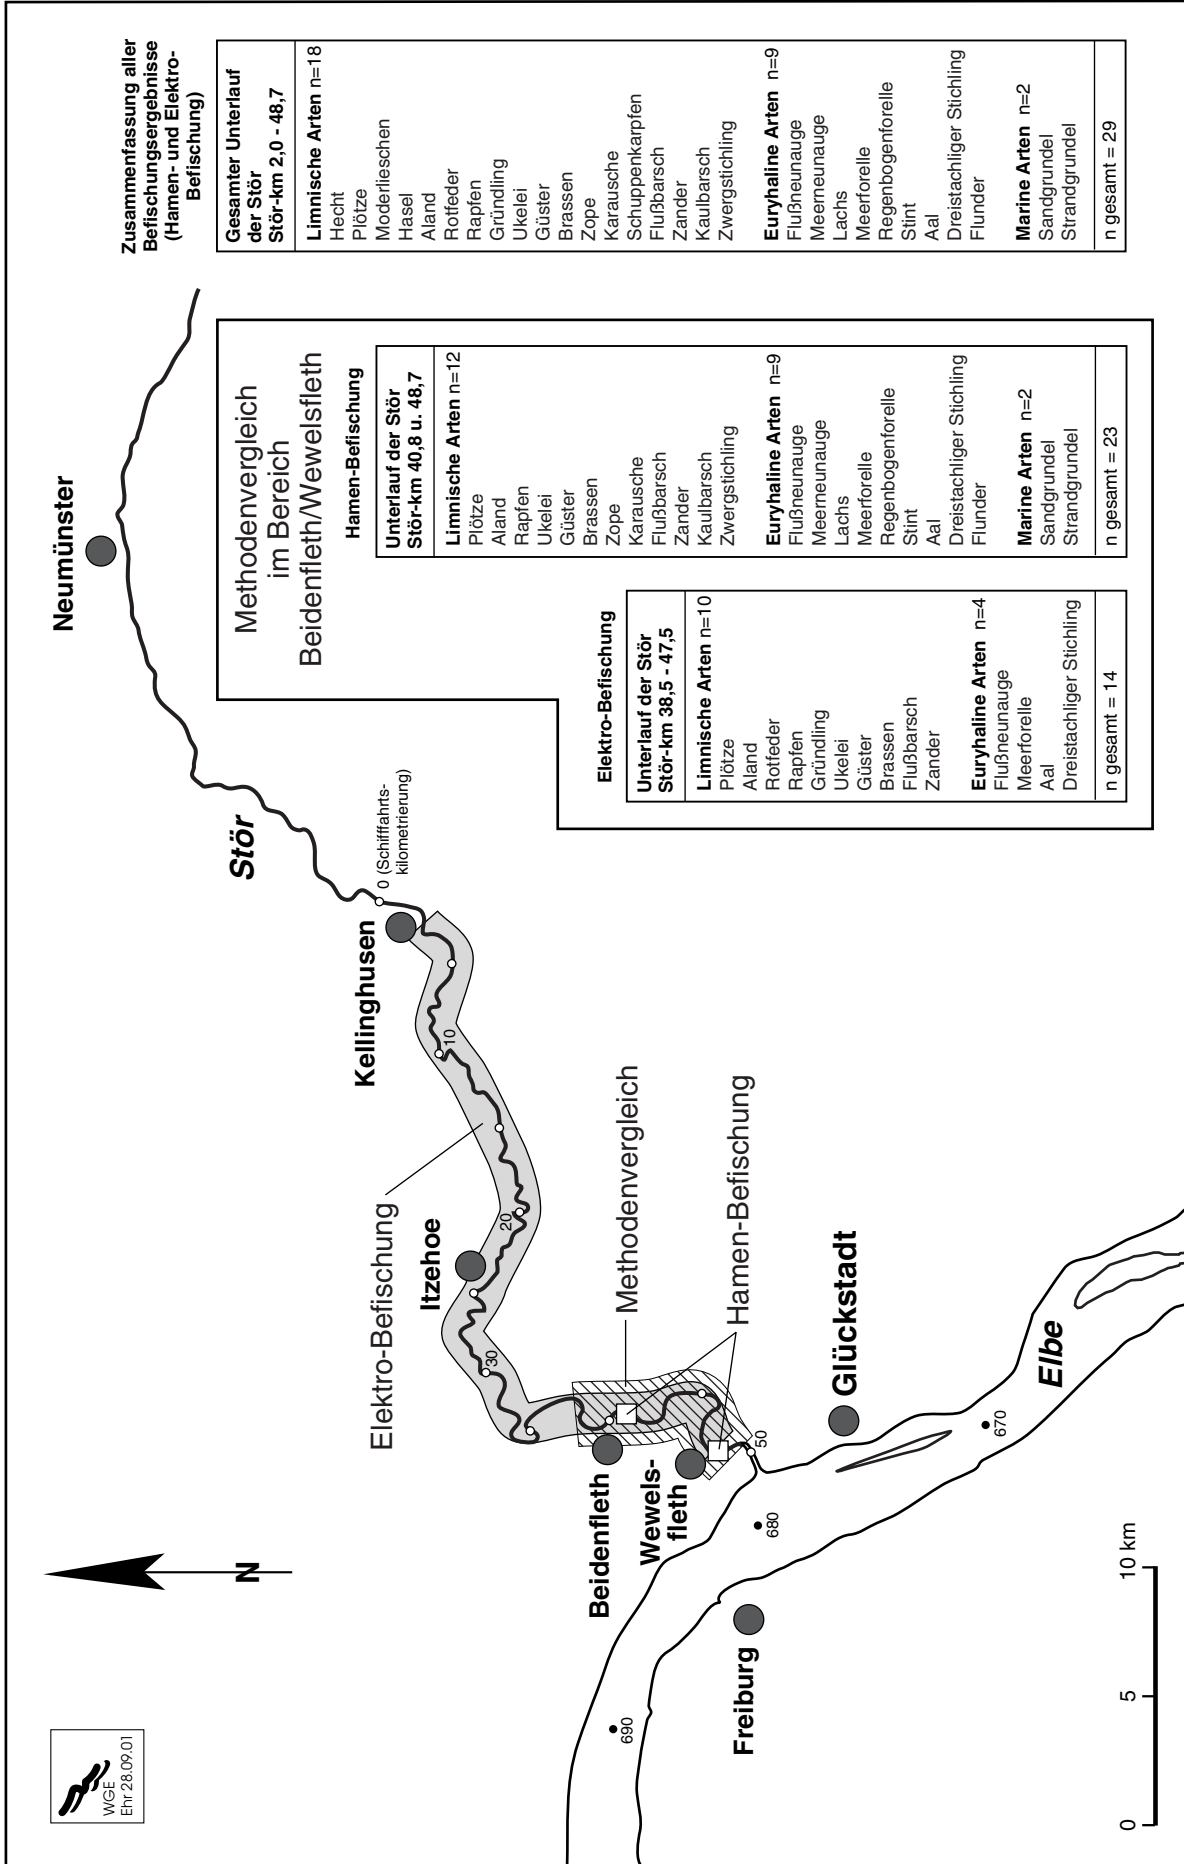 WGE
Ehr 28.09.01
N
Neumünster
Stör
0 (Schifffahrts-
kilometrierung)
Kellinghusen
10
Elektro-Befischung
20
Itzehoe
30
Methodenvergleich
Hamen-Befischung
Beidenfleth
Wewels-
fleth
50
Glückstadt
Elbe
670
680
690
Freiburg
0
5
10 km
Methodenvergleich
im Bereich
Beidenfleth/Wewelsfleth
Elektro-Befischung
Unterlauf der Stör
Stör-km 38,5 - 47,5
Limnische Arten n=10
Plötze
Aland
Rotfeder
Rapfen
Gründling
Ukelei
Güster
Brassen
Flußbarsch
Zander
Euryhaline Arten n=4
Flußneunauge
Meerforelle
Aal
Dreistachliger Stichling
n gesamt = 14
Hamen-Befischung
Unterlauf der Stör
Stör-km 40,8 u. 48,7
Limnische Arten n=12
Plötze
Aland
Rapfen
Ukelei
Güster
Brassen
Zope
Karausche
Flußbarsch
Zander
Kaulbarsch
Zwergstichling
Euryhaline Arten n=9
Flußneunauge
Meerneunauge
Lachs
Meerforelle
Regenbogenforelle
Stint
Aal
Dreistachliger Stichling
Flunder
Marine Arten n=2
Sandgrundel
Strandgrundel
n gesamt = 23
Zusammenfassung aller
Befischungsergebnisse
(Hamen- und Elektro-
Befischung)
Gesamter Unterlauf
der Stör
Stör-km 2,0 - 48,7
Limnische Arten n=18
Hecht
Plötze
Moderlieschen
Hasel
Aland
Rotfeder
Rapfen
Gründling
Ukelei
Güster
Brassen
Zope
Karausche
Schuppenkarpfen
Flußbarsch
Zander
Kaulbarsch
Zwergstichling
Euryhaline Arten n=9
Flußneunauge
Meerneunauge
Lachs
Meerforelle
Regenbogenforelle
Stint
Aal
Dreistachliger Stichling
Flunder
Marine Arten n=2
Sandgrundel
Strandgrundel
n gesamt = 29